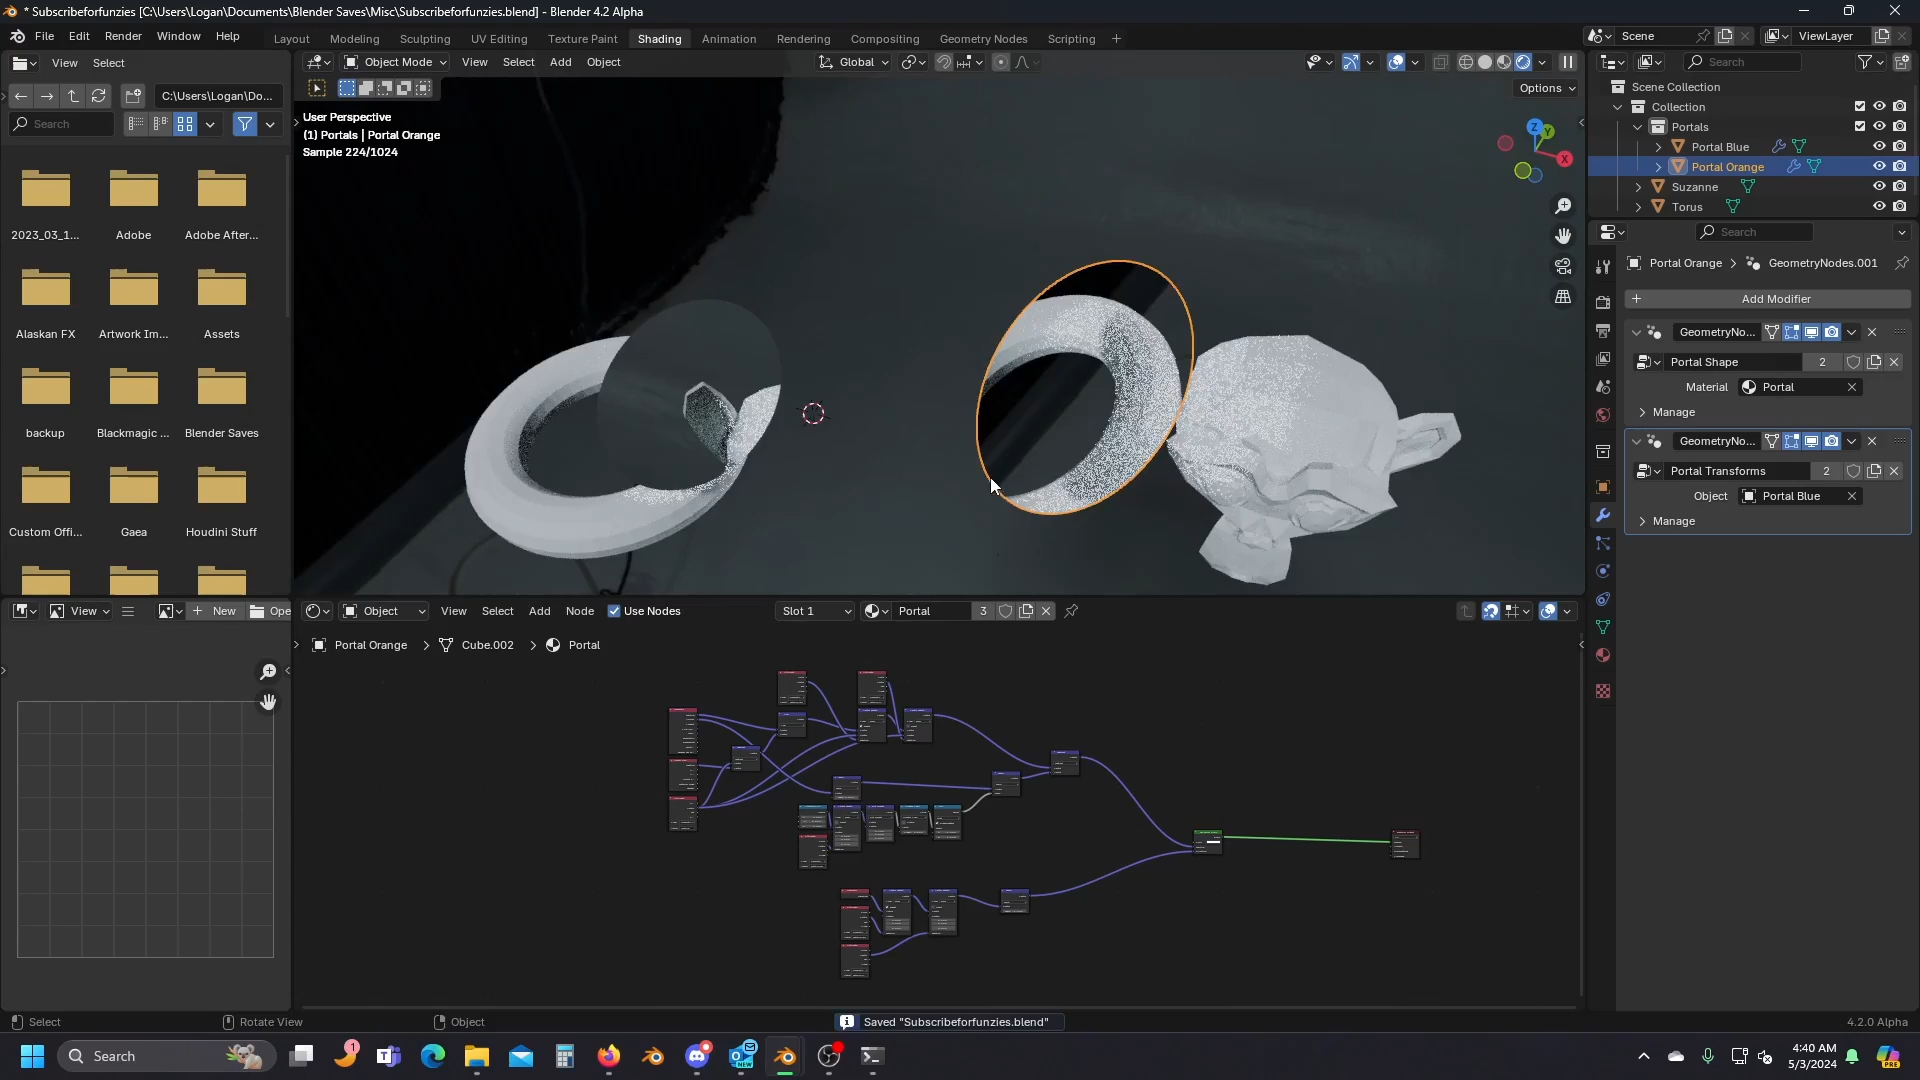 * Subscribeforfunzies [C:\Users\Logan\Documents\Blender Saves\Misc\Subscribeforfunzies.blend] - Blender 4.2 Alpha
File Edit Render Window Help
Layout Modeling Sculpting UV Editing Texture Paint Shading Animation Rendering Compositing Geometry Nodes Scripting +
Scene
ViewLayer
View Select
Object Mode View Select Add Object
Global
Search
C:\Users\Logan\Do...
Options
Search
User Perspective
(1) Portals | Portal Orange
Sample 224/1024
Z
Y
X
Scene Collection
Collection
Portals
Portal Blue
Portal Orange
Suzanne
Torus
2023_03_1... Adobe Adobe After...
Alaskan FX Artwork Im... Assets
backup Blackmagic ... Blender Saves
Custom Offi... Gaea Houdini Stuff
Search
Portal Orange > GeometryNodes.001
+ Add Modifier
GeometryNo...
Portal Shape 2
Material Portal
Manage
GeometryNo...
Portal Transforms 2
Object Portal Blue
Manage
View
+ New Ope
Object View Select Add Node Use Nodes
Slot 1
Portal 3
Portal Orange > Cube.002 > Portal
Select Rotate View Object
Saved "Subscribeforfunzies.blend"
4.2.0 Alpha
Search
1
NEW
PRE
4:40 AM
5/3/2024